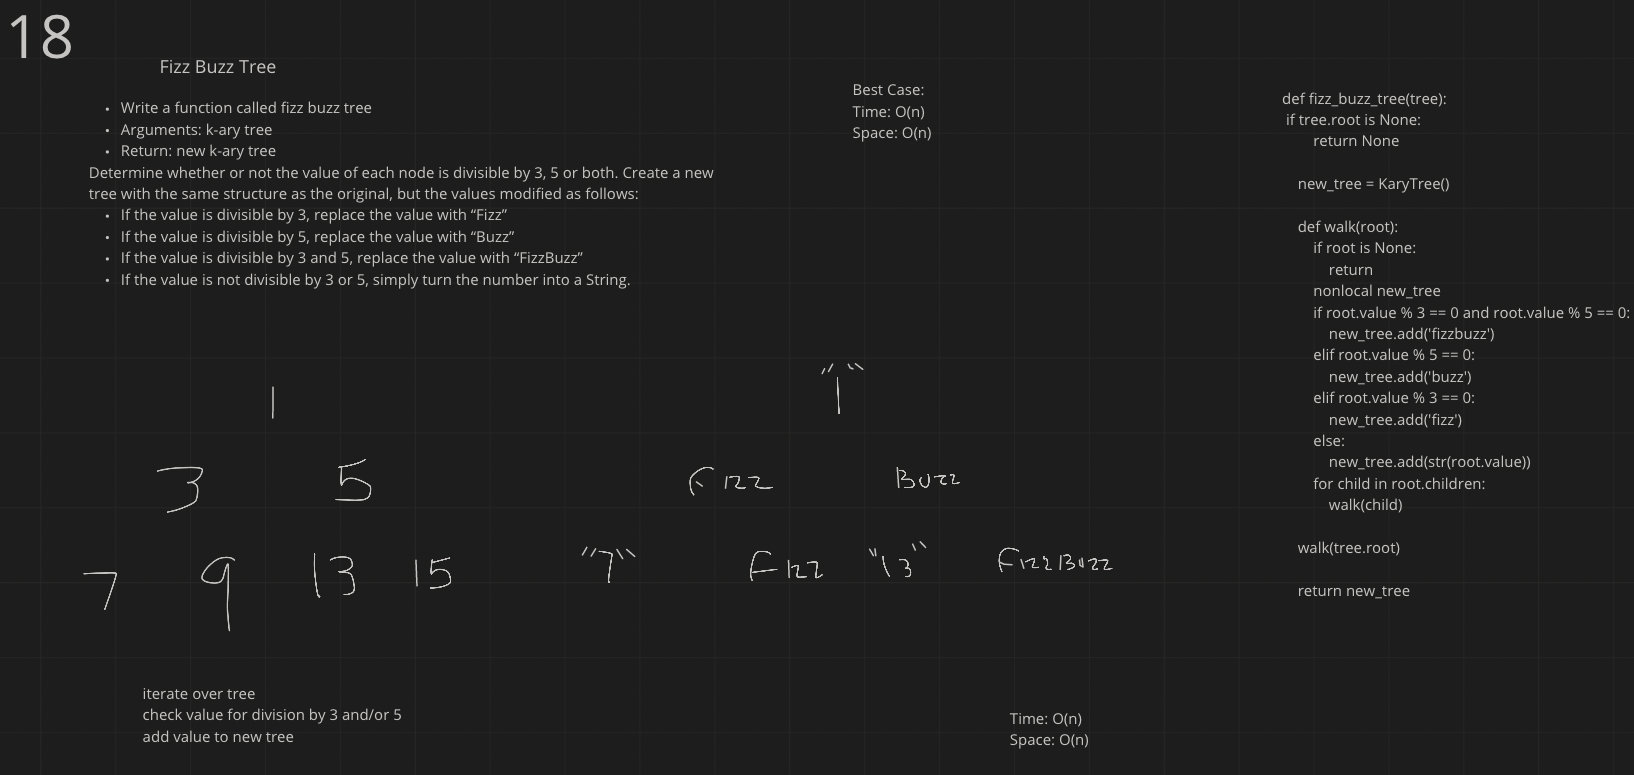 18
Fizz Buzz Tree
• Write a function called fizz buzz tree
• Arguments: k-ary tree
• Return: new k-ary tree
Determine whether or not the value of each node is divisible by 3, 5 or both. Create a new
tree with the same structure as the original, but the values modified as follows:
• If the value is divisible by 3, replace the value with “Fizz”
• If the value is divisible by 5, replace the value with “Buzz”
• If the value is divisible by 3 and 5, replace the value with “FizzBuzz”
• If the value is not divisible by 3 or 5, simply turn the number into a String.
Best Case:
Time: O(n)
Space: O(n)
1
3 5
7 9 13 15
"1"
Fizz Buzz
"7" Fizz "13" FizzBuzz
iterate over tree
check value for division by 3 and/or 5
add value to new tree
Time: O(n)
Space: O(n)
def fizz_buzz_tree(tree):
if tree.root is None:
return None
new_tree = KaryTree()
def walk(root):
if root is None:
return
nonlocal new_tree
if root.value % 3 == 0 and root.value % 5 == 0:
new_tree.add('fizzbuzz')
elif root.value % 5 == 0:
new_tree.add('buzz')
elif root.value % 3 == 0:
new_tree.add('fizz')
else:
new_tree.add(str(root.value))
for child in root.children:
walk(child)
walk(tree.root)
return new_tree